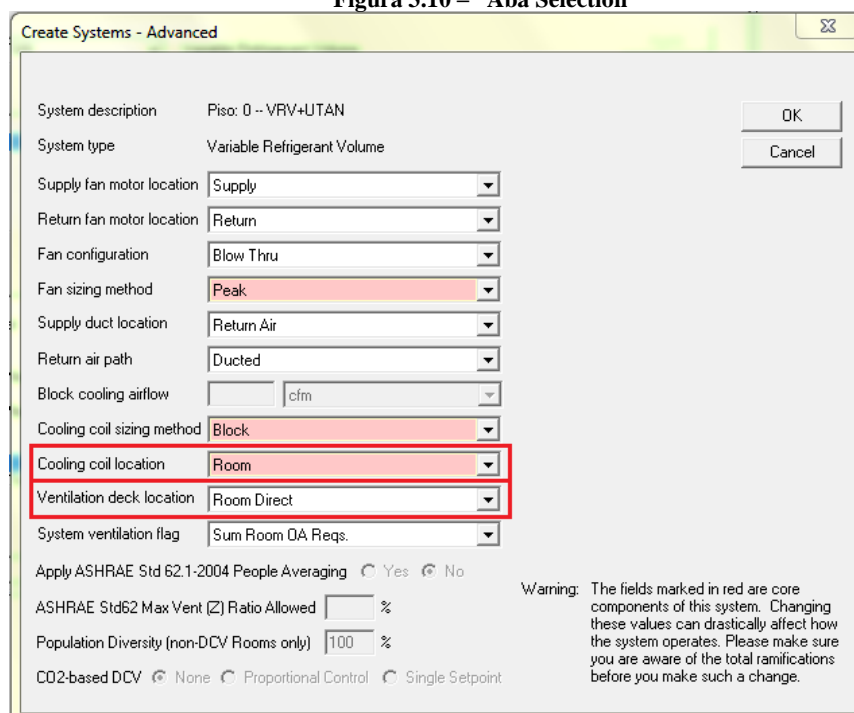 Figura 3.10 – Aba Selection
Create Systems - Advanced
System description Piso: 0 -- VRV+UTAN
OK
System type Variable Refrigerant Volume
Cancel
Supply fan motor location Supply
Return fan motor location Return
Fan configuration Blow Thru
Fan sizing method Peak
Supply duct location Return Air
Return air path Ducted
Block cooling airflow cfm
Cooling coil sizing method Block
Cooling coil location Room
Ventilation deck location Room Direct
System ventilation flag Sum Room OA Reqs.
Apply ASHRAE Std 62.1-2004 People Averaging Yes No
ASHRAE Std62 Max Vent (Z) Ratio Allowed %
Population Diversity (non-DCV Rooms only) 100 %
CO2-based DCV None Proportional Control Single Setpoint
Warning: The fields marked in red are core
components of this system. Changing
these values can drastically affect how
the system operates. Please make sure
you are aware of the total ramifications
before you make such a change.